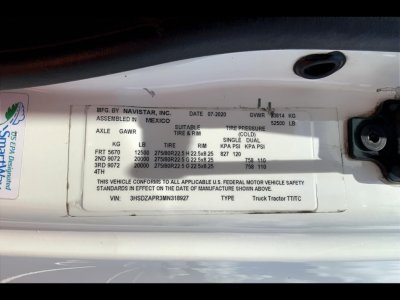 MFG. BY NAVISTAR, INC. DATE 07-2020 GVWR 23814 KG
ASSEMBLED IN MEXICO 52500 LB:
SUITABLE TIRE PRESSURE
AXLE GAWR TIRE & RIM (COLD)
SINGLE DUAL
KG LB TIRE RIM KPA PSI KPA PSI
FRT 5670 12500 275/80R22.5 G 22.5x8.25 827 120
2ND 9072 20000 275/80R22.5 G 22.5x8.25 758 110
3RD 9072 20000 275/80R22.5 G 22.5x8.25 758 110
4TH
THIS VEHICLE CONFORMS TO ALL APPLICABLE U.S. FEDERAL MOTOR VEHICLE SAFETY
STANDARDS IN EFFECT ON THE DATE OF MANUFACTURE SHOWN ABOVE.
VIN: 3HSDZAPR3MN318927 TYPE Truck Tractor TT/TC
US EPA Designated
SmartWay